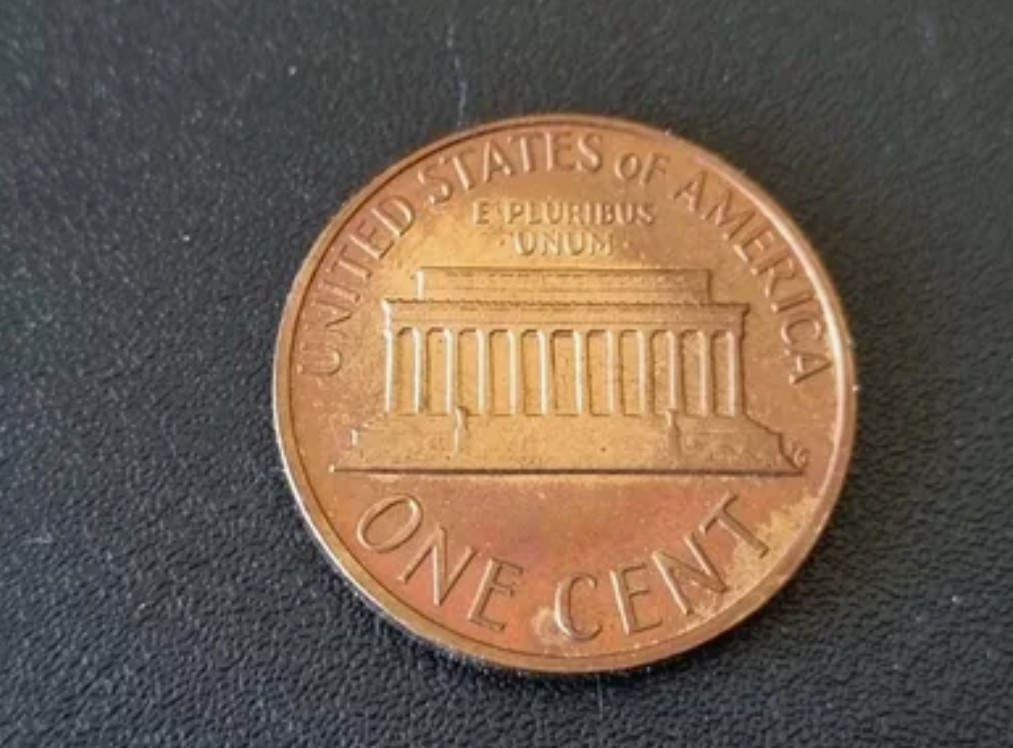 UNITED STATES OF AMERICA
E PLURIBUS
·UNUM·
ONE CENT